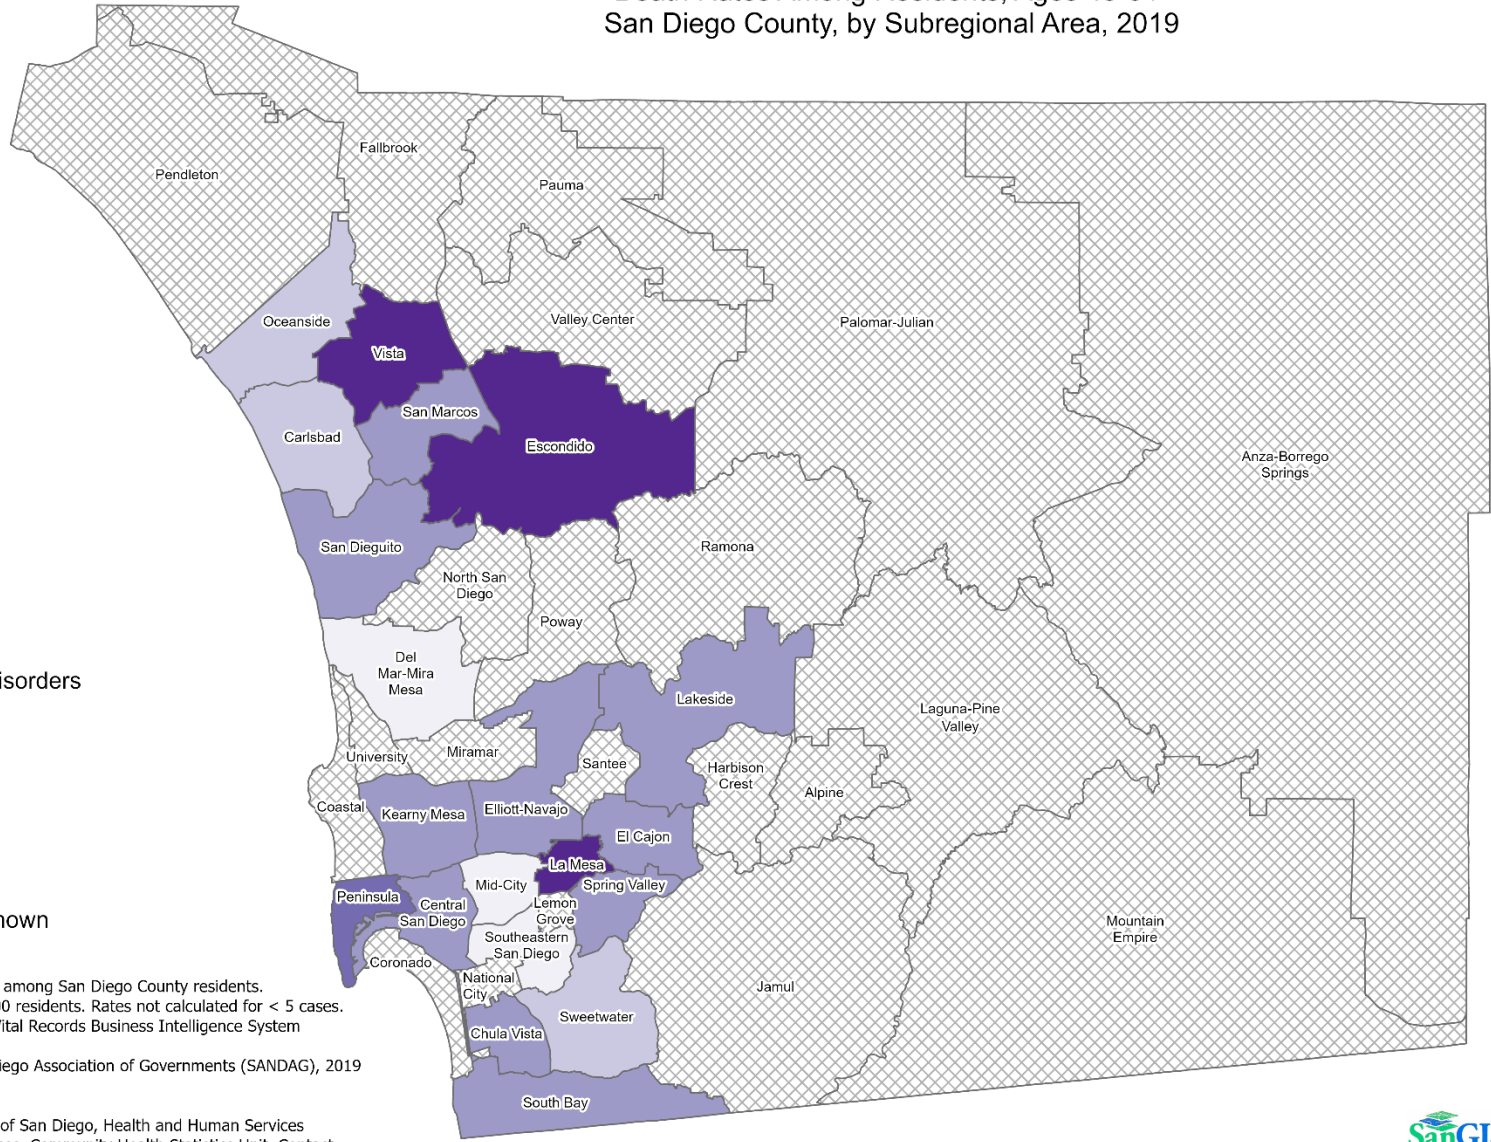 San Diego County, by Subregional Area, 2019
Fallbrook
Pendleton
Pauma
Oceanside
Valley Center
Palomar-Julian
Vista
San Marcos
Carlsbad
Escondido
Anza-Borrego
Springs
San Dieguito
Ramona
North San
Diego
Poway
Del
Mar-Mira
Mesa
isorders
Lakeside
Laguna-Pine
Valley
University
Miramar
Santee
Harbison
Crest
Alpine
Coastal
Kearny Mesa
Elliott-Navajo
El Cajon
La Mesa
Mid-City
Spring Valley
Peninsula
Central
San Diego
Lemon
Grove
nown
Mountain
Empire
Southeastern
San Diego
Coronado
National
City
Jamul
among San Diego County residents.
0 residents. Rates not calculated for < 5 cases.
Vital Records Business Intelligence System
Sweetwater
Chula Vista
iego Association of Governments (SANDAG), 2019
South Bay
of San Diego, Health and Human Services
SanGI